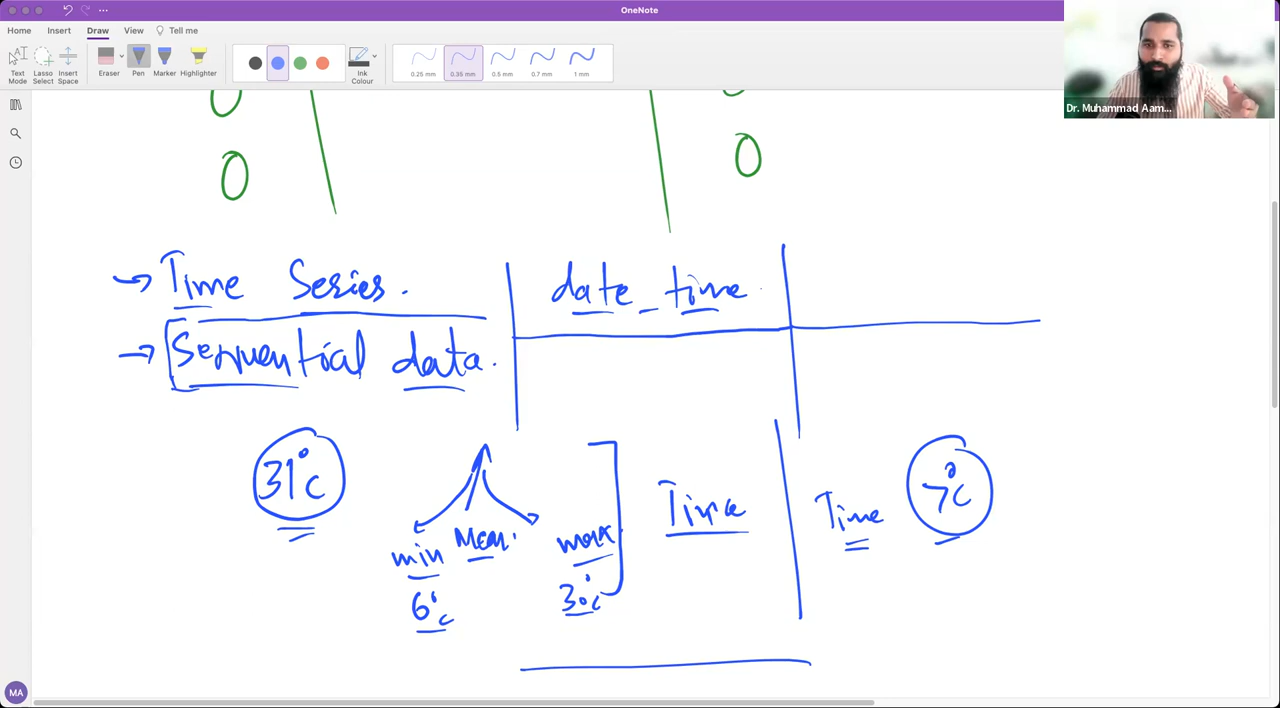 OneNote
Home Insert Draw View Tell me
Text Mode
Lasso Select
Insert Space
Eraser
Pen
Marker
Highlighter
Ink Colour
0.25 mm
0.35 mm
0.5 mm
0.7 mm
1 mm
Dr. Muhammad Aam...
0
0
0
→ Time Series.
date_time
→ Sequential data.
31°C
min
Mean.
max
6°C
30°C
Time
Time
7°C
MA